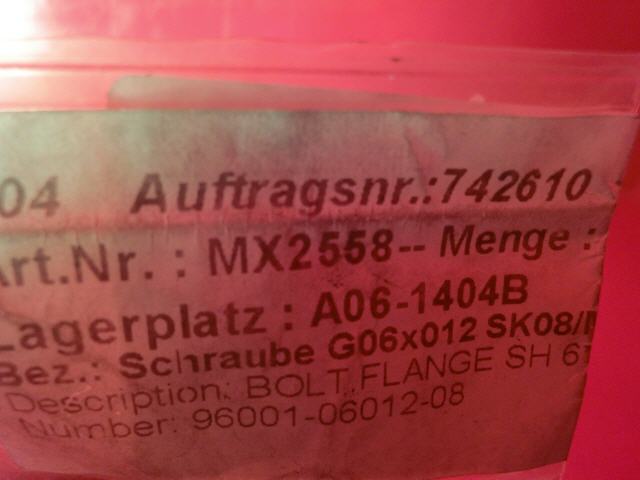 04 Auftragsnr.:742610
Art.Nr. : MX2558-- Menge :
Lagerplatz : A06-1404B
Bez.: Schraube G06x012 SK08/
Description: BOLT, FLANGE SH 6
Number: 96001-06012-08